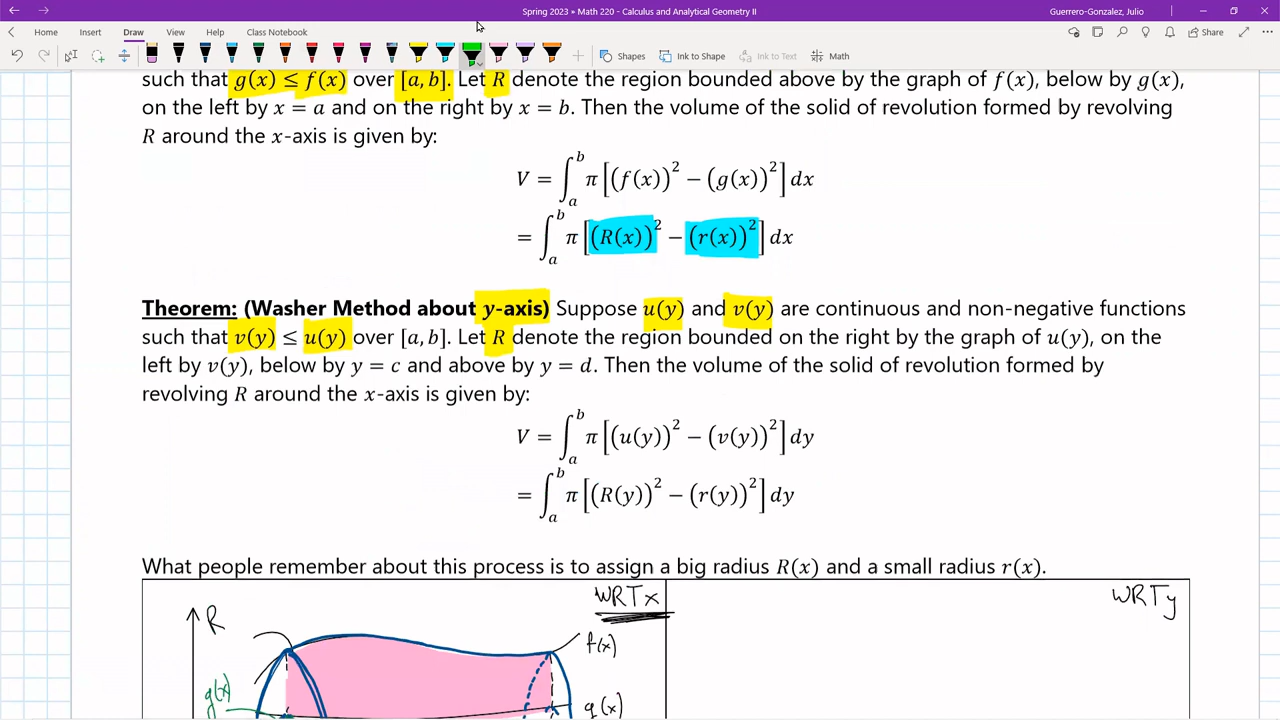 Spring 2023 » Math 220 - Calculus and Analytical Geometry II
Guerrero-Gonzalez, Julio
Home Insert Draw View Help Class Notebook
Share
Shapes Ink to Shape Ink to Text Math
such that g(x) ≤ f(x) over [a, b]. Let R denote the region bounded above by the graph of f(x), below by g(x),
on the left by x = a and on the right by x = b. Then the volume of the solid of revolution formed by revolving
R around the x-axis is given by:
V = ∫_a^b π[(f(x))² − (g(x))²] dx
= ∫_a^b π[(R(x))² − (r(x))²] dx
Theorem: (Washer Method about y-axis) Suppose u(y) and v(y) are continuous and non-negative functions
such that v(y) ≤ u(y) over [a, b]. Let R denote the region bounded on the right by the graph of u(y), on the
left by v(y), below by y = c and above by y = d. Then the volume of the solid of revolution formed by
revolving R around the x-axis is given by:
V = ∫_a^b π[(u(y))² − (v(y))²] dy
= ∫_a^b π[(R(y))² − (r(y))²] dy
What people remember about this process is to assign a big radius R(x) and a small radius r(x).
WRTx
WRTy
R
f(x)
g(x)
g(x)